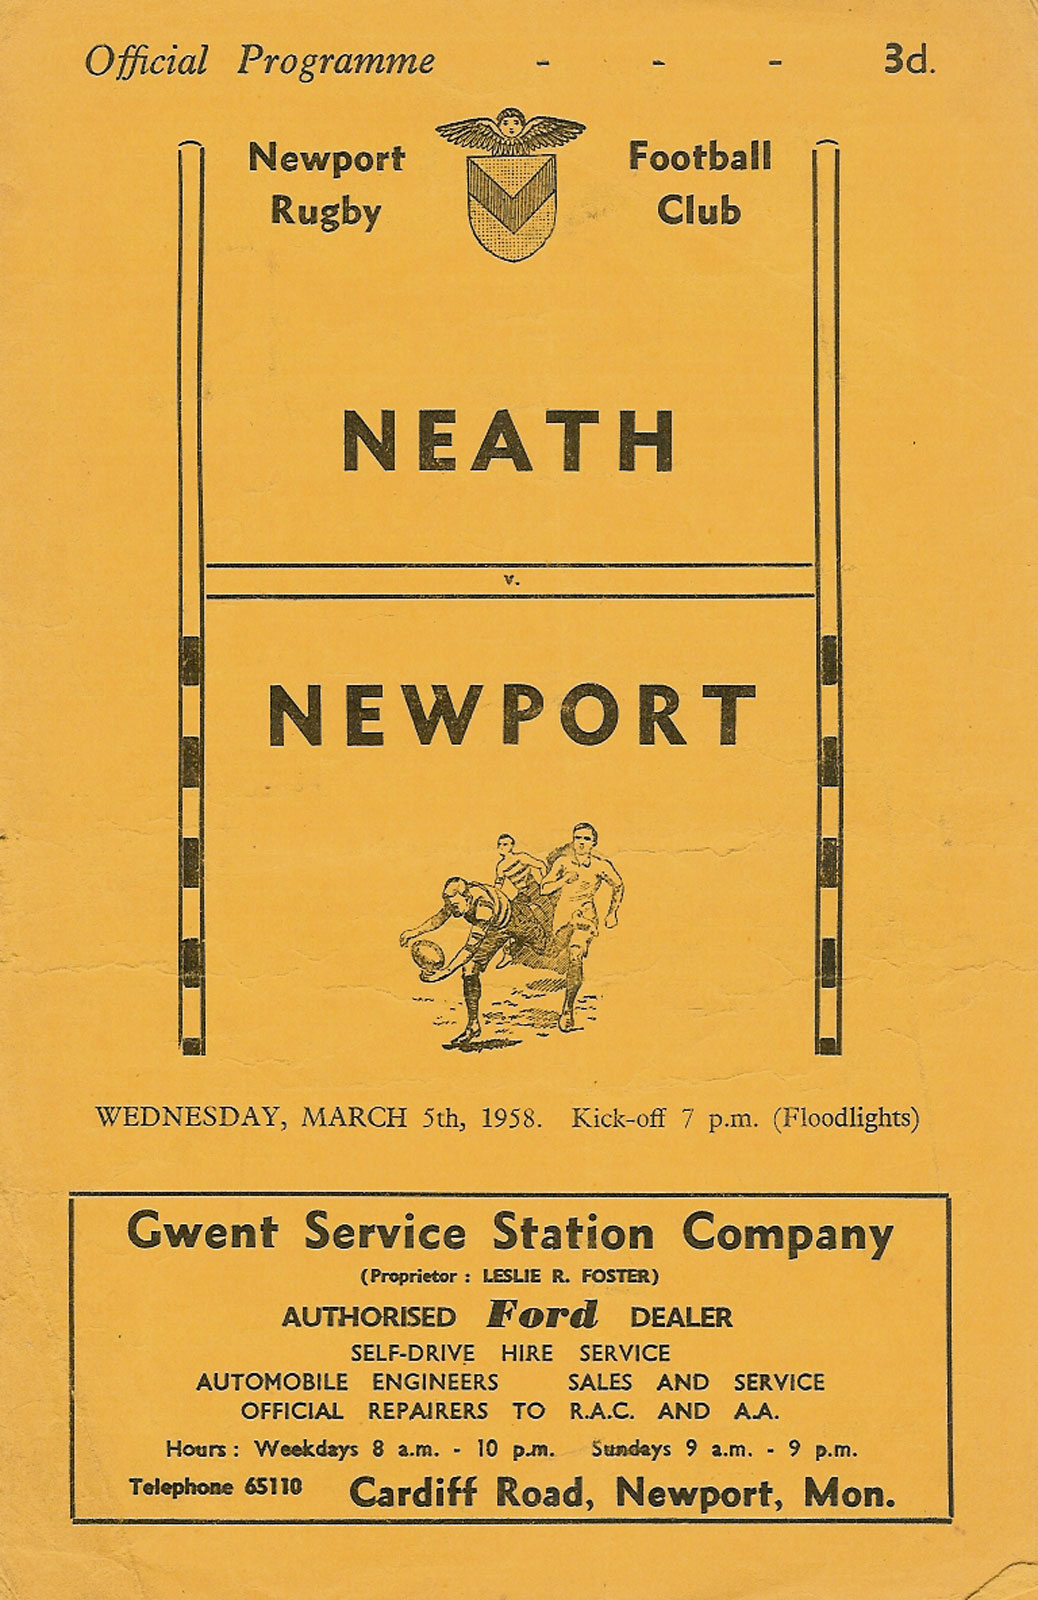 Official Programme - - - 3d.
Newport Football
Rugby Club
NEATH
v.
NEWPORT
WEDNESDAY, MARCH 5th, 1958. Kick-off 7 p.m. (Floodlights)
Gwent Service Station Company
(Proprietor : LESLIE R. FOSTER)
AUTHORISED Ford DEALER
SELF-DRIVE HIRE SERVICE
AUTOMOBILE ENGINEERS SALES AND SERVICE
OFFICIAL REPAIRERS TO R.A.C. AND A.A.
Hours : Weekdays 8 a.m. - 10 p.m. Sundays 9 a.m. - 9 p.m.
Telephone 65110 Cardiff Road, Newport, Mon.